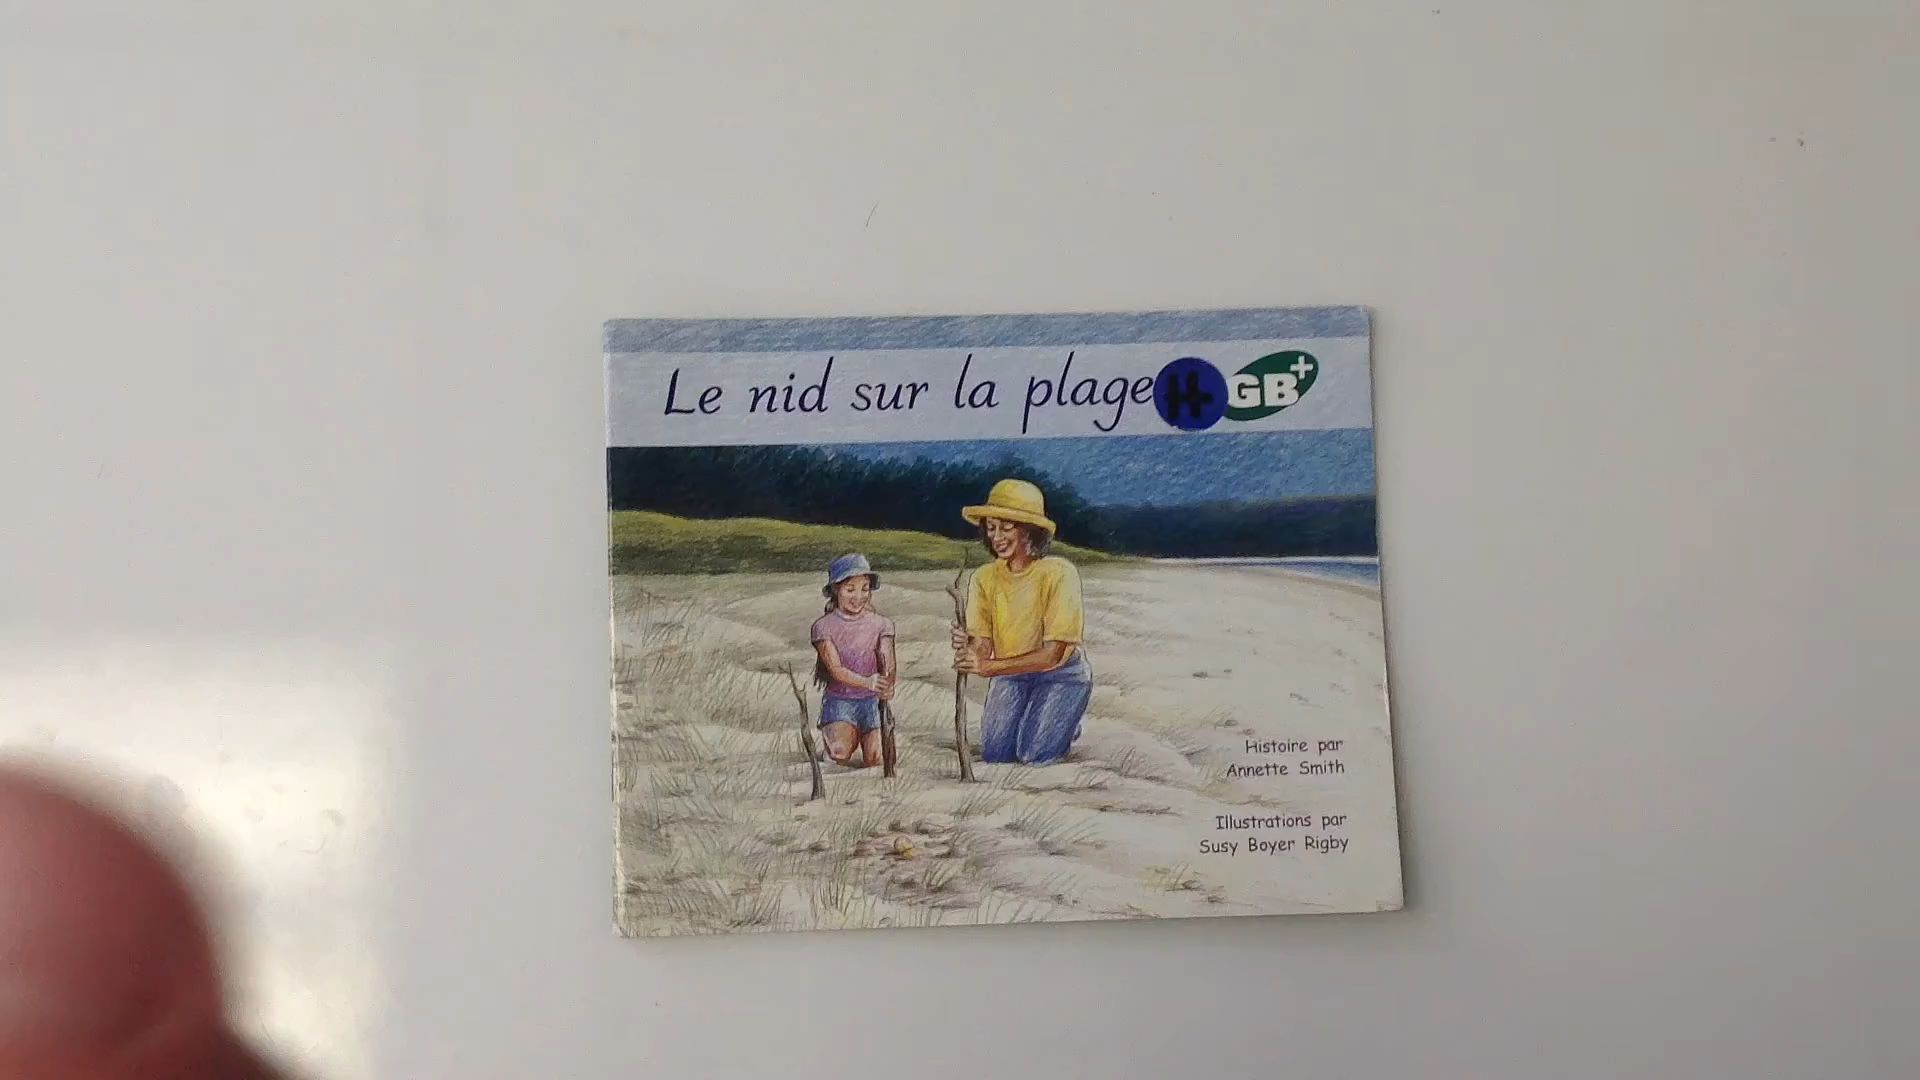 Le nid sur la plage H GB+
Histoire par
Annette Smith
Illustrations par
Susy Boyer Rigby